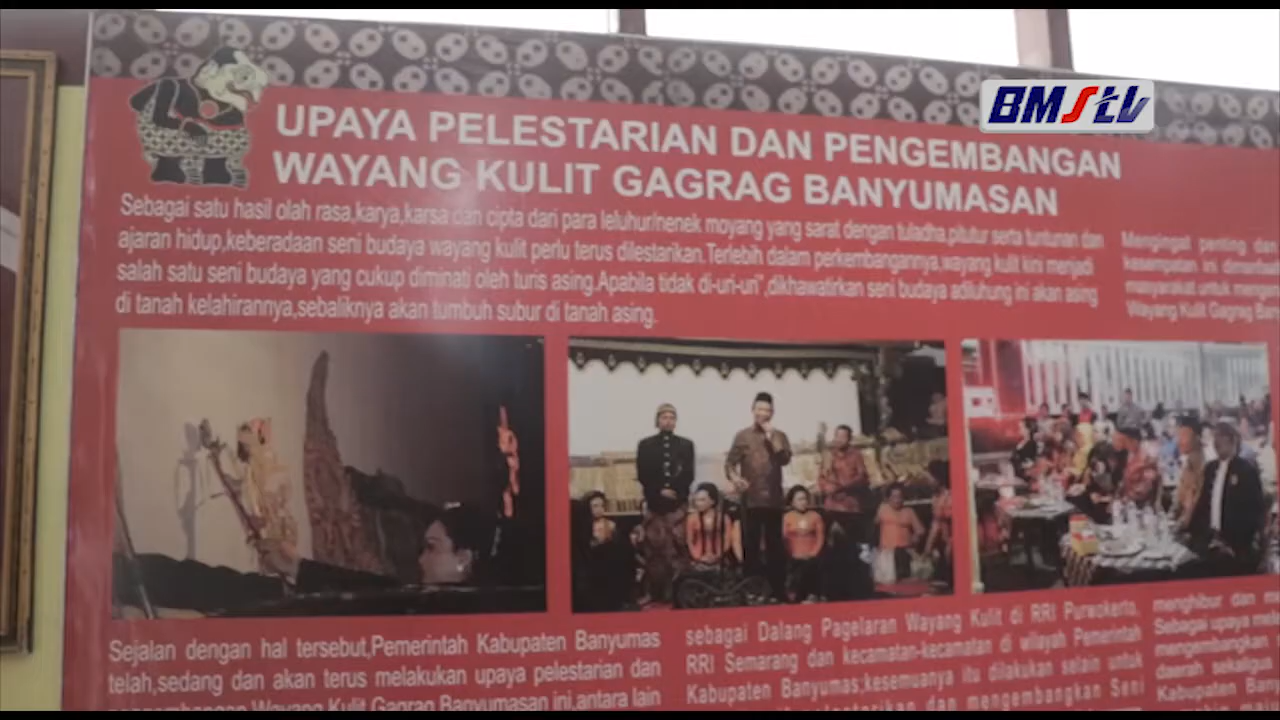 BMStv
UPAYA PELESTARIAN DAN PENGEMBANGAN
WAYANG KULIT GAGRAG BANYUMASAN
Sebagai satu hasil olah rasa,karya,karsa dan cipta dari para leluhur/nenek moyang yang sarat dengan tuladha,pitutur serta tuntunan dan
ajaran hidup,keberadaan seni budaya wayang kulit perlu terus dilestarikan.Terlebih dalam perkembangannya,wayang kulit kini menjadi
salah satu seni budaya yang cukup diminati oleh turis asing.Apabila tidak di-uri-uri",dikhawatirkan seni budaya adiluhung ini akan asing
di tanah kelahirannya,sebaliknya akan tumbuh subur di tanah asing.
Mengingat penting dan
kesempatan ini
masyarakat untuk
Wayang Kulit Gagrag
Sejalan dengan hal tersebut,Pemerintah Kabupaten Banyumas
telah,sedang dan akan terus melakukan upaya pelestarian dan
pengembangan Wayang Kulit Gagrag Banyumasan ini,antara lain
sebagai Dalang Pagelaran Wayang Kulit di RRI Purwokerto,
RRI Semarang dan kecamatan-kecamatan di wilayah Pemerintah
Kabupaten Banyumas;kesemuanya itu dilakukan selain untuk
dan mengembangkan Seni
menghibur dan
Sebagai upaya
mengembangkan
daerah sekaligus
Kabupaten